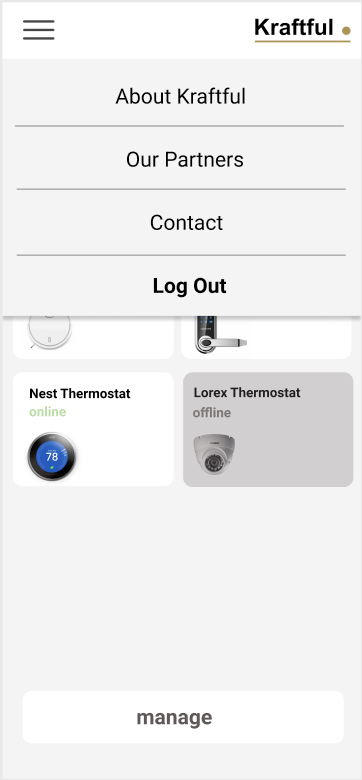 Kraftful
About Kraftful
Our Partners
Contact
Log Out
Nest Thermostat
online
78
Lorex Thermostat
offline
manage